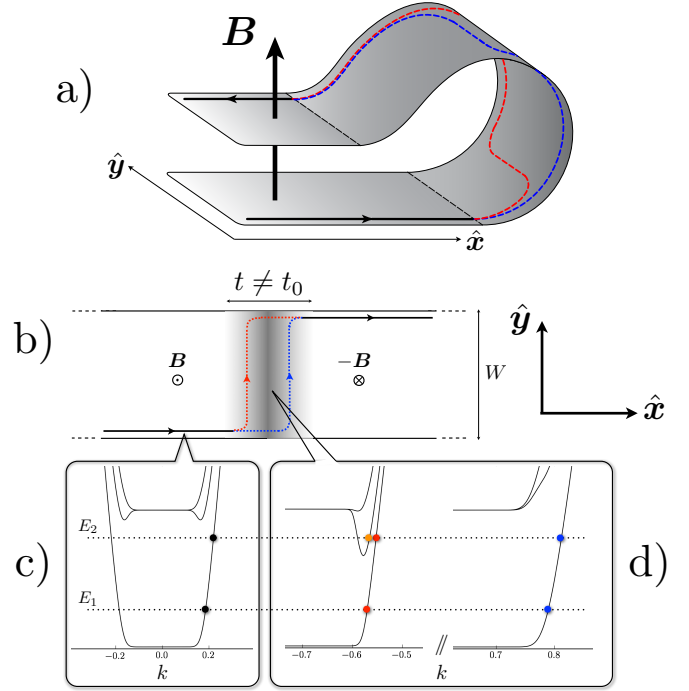 a)
B
ŷ
x̂
t ≠ t₀
b)
B
⊙
−B
⊗
W
ŷ
x̂
c)
E₂
E₁
−0.2
0.0
0.2
k
d)
−0.7
−0.6
−0.5
//
0.7
0.8
k